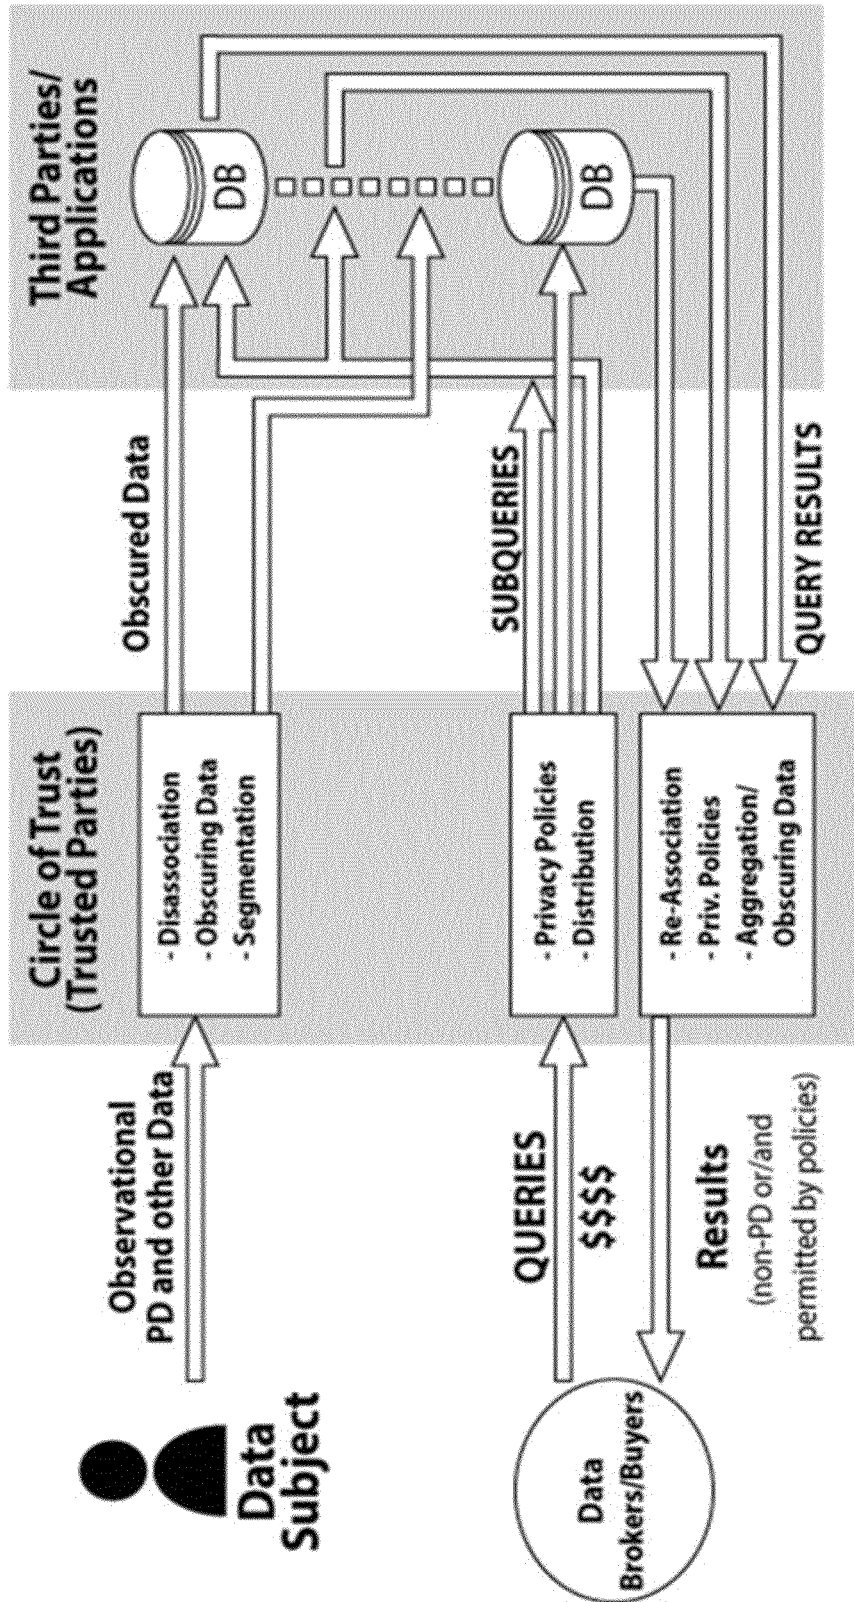 Data
Subject
Observational
PD and other Data
Circle of Trust
(Trusted Parties)
- Disassociation
- Obscuring Data
- Segmentation
Obscured Data
Third Parties/
Applications
DB
DB
Data
Brokers/Buyers
QUERIES
$$$$
- Privacy Policies
- Distribution
SUBQUERIES
Results
(non-PD or/and
permitted by policies)
- Re-Association
- Priv. Policies
- Aggregation/
Obscuring Data
QUERY RESULTS